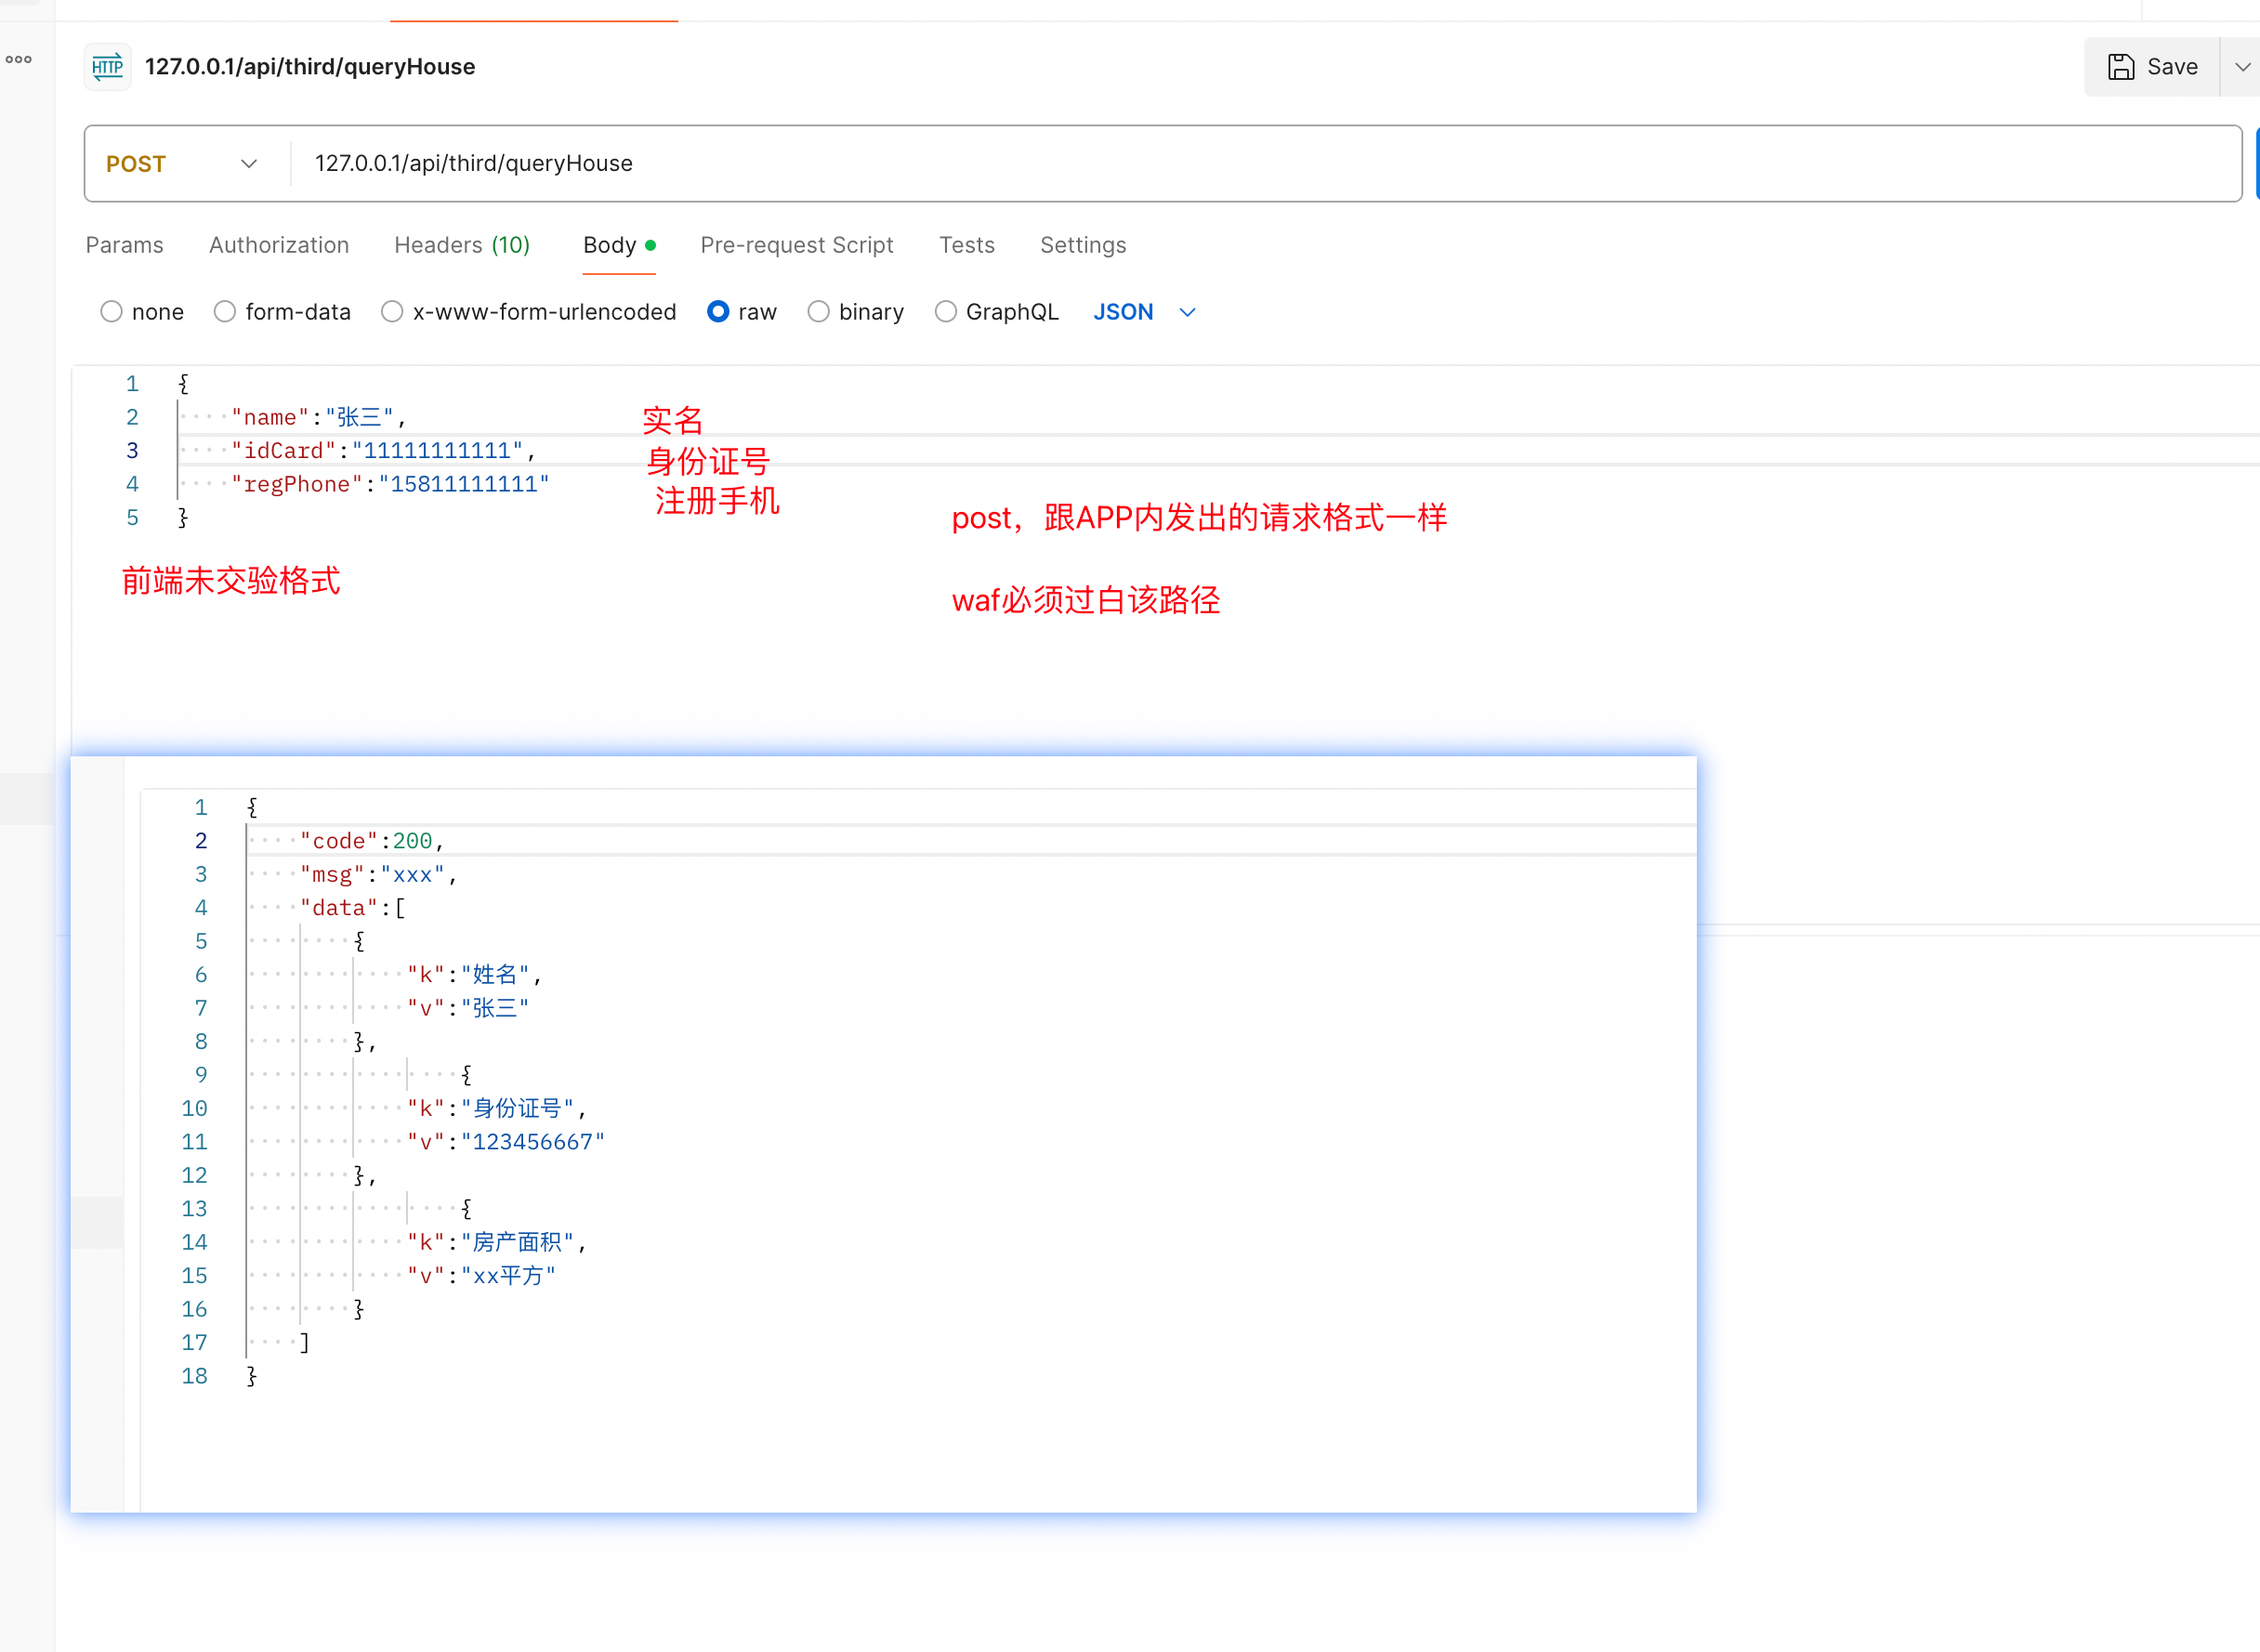 127.0.0.1/api/third/queryHouse
Save
POST
127.0.0.1/api/third/queryHouse
Params Authorization Headers (10) Body Pre-request Script Tests Settings
none form-data x-www-form-urlencoded raw binary GraphQL JSON
1 {
2 "name":"张三", 实名
3 "idCard":"11111111111", 身份证号
4 "regPhone":"15811111111" 注册手机
5 }
post，跟APP内发出的请求格式一样
前端未交验格式
waf必须过白该路径
1 {
2 "code":200,
3 "msg":"xxx",
4 "data":[
5 {
6 "k":"姓名",
7 "v":"张三"
8 },
9 {
10 "k":"身份证号",
11 "v":"123456667"
12 },
13 {
14 "k":"房产面积",
15 "v":"xx平方"
16 }
17 ]
18 }